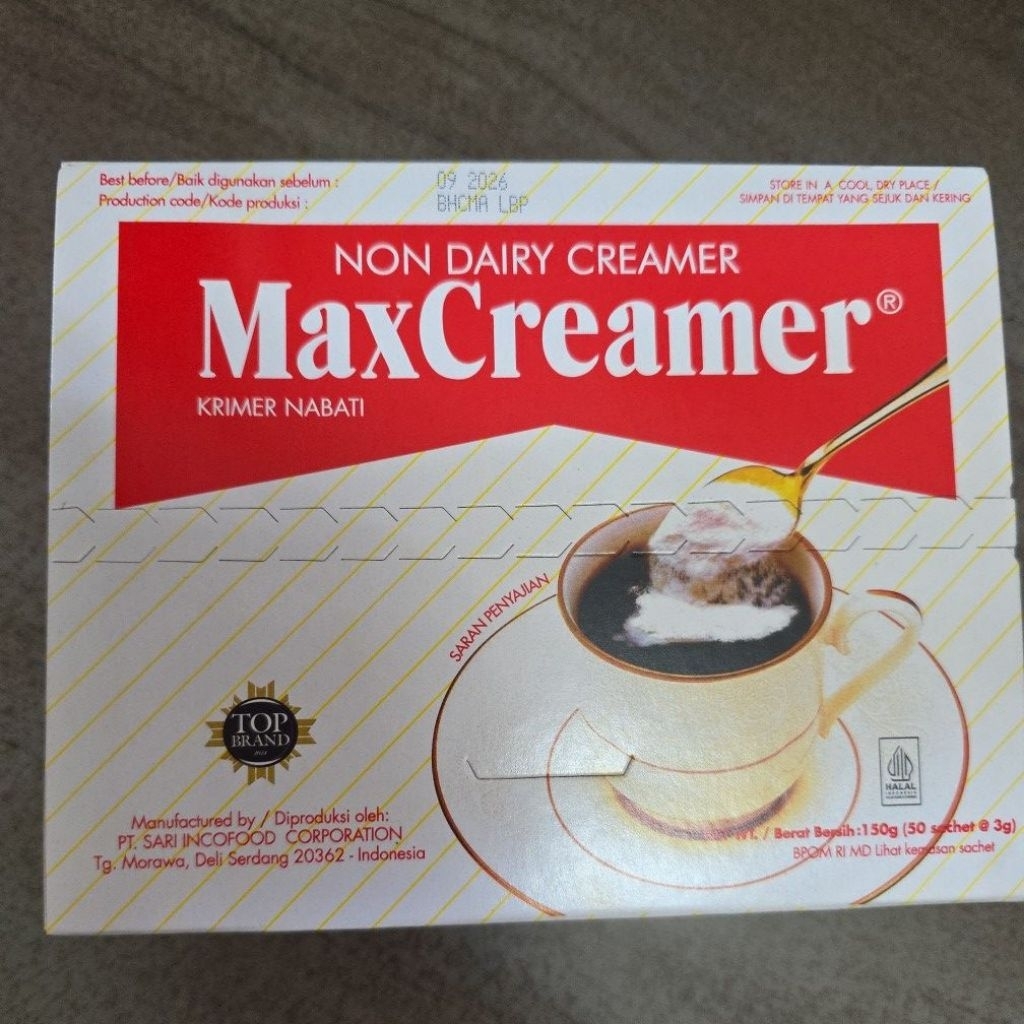 Best before/Baik digunakan sebelum : 09 2026
Production code/Kode produksi : BHCMA LBP
STORE IN A COOL, DRY PLACE /
SIMPAN DI TEMPAT YANG SEJUK DAN KERING
NON DAIRY CREAMER
MaxCreamer®
KRIMER NABATI
SARAN PENYAJIAN
TOP
BRAND
HALAL
INDONESIA
Manufactured by / Diproduksi oleh:
PT. SARI INCOFOOD CORPORATION
Tg. Morawa, Deli Serdang 20362 - Indonesia
/ Berat Bersih :150g (50 sachet @ 3g)
BPOM RI MD Lihat kemasan sachet